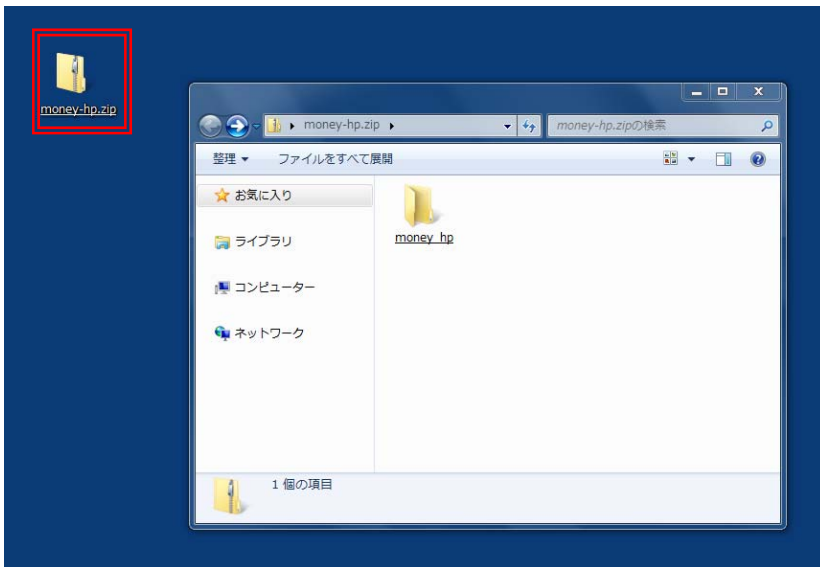 money-hp.zip
money-hp.zip
money-hp.zipの検索
整理
ファイルをすべて展開
お気に入り
ライブラリ
コンピューター
ネットワーク
money_hp
1 個の項目